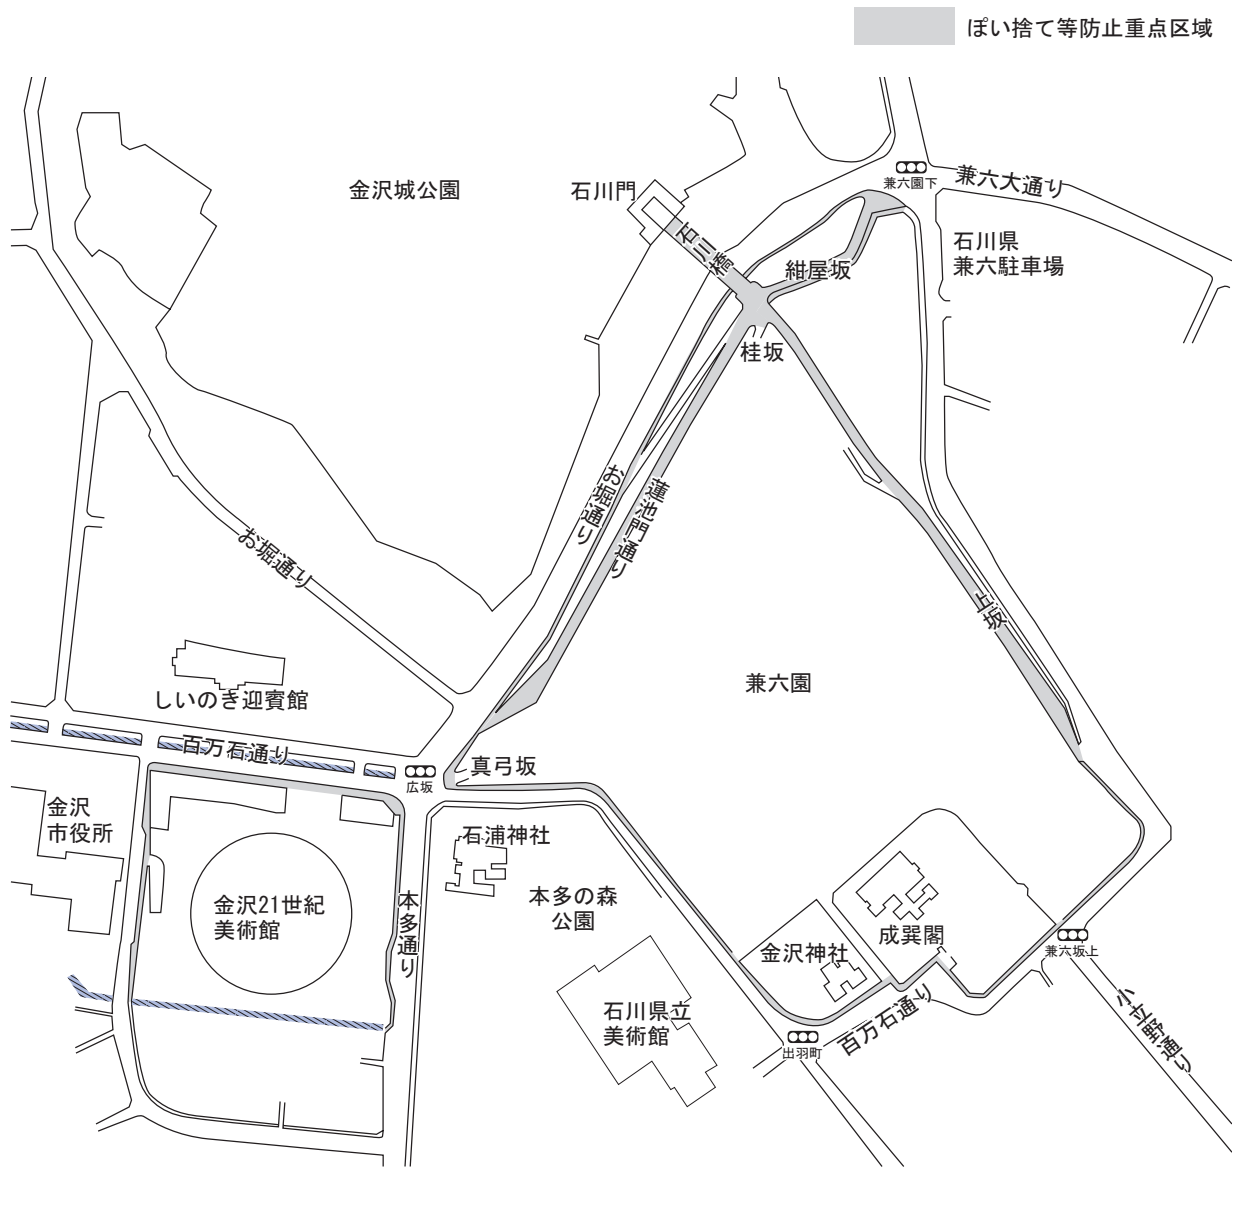 ぽい捨て等防止重点区域
兼六園下
兼六大通り
金沢城公園
石川門
石川橋
石川県
兼六駐車場
紺屋坂
桂坂
お堀通り
蓮池門通り
お堀通り
上坂
兼六園
しいのき迎賓館
百万石通り
広坂
真弓坂
金沢
市役所
石浦神社
本多の森
公園
金沢21世紀
美術館
本多通り
成巽閣
金沢神社
兼六坂上
石川県立
美術館
百万石通り
出羽町
小立野通り